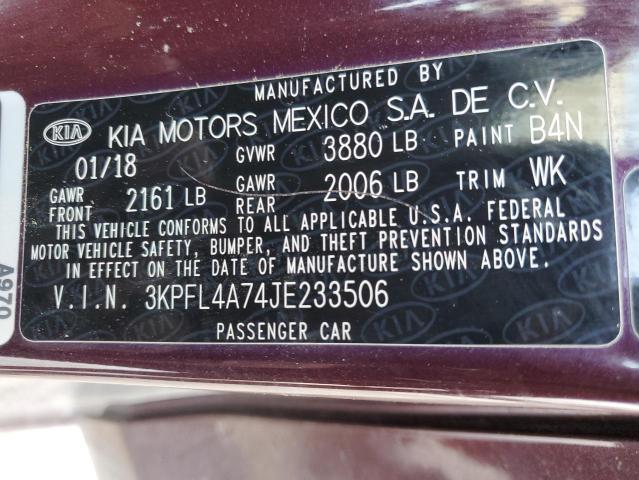 MANUFACTURED BY
KIA KIA MOTORS MEXICO S.A. DE C.V.
01/18 GVWR 3880 LB PAINT B4N
GAWR FRONT 2161 LB GAWR REAR 2006 LB TRIM WK
THIS VEHICLE CONFORMS TO ALL APPLICABLE U.S.A. FEDERAL
MOTOR VEHICLE SAFETY, BUMPER, AND THEFT PREVENTION STANDARDS
IN EFFECT ON THE DATE OF MANUFACTURE SHOWN ABOVE.
V.I.N. 3KPFL4A74JE233506
PASSENGER CAR
A970